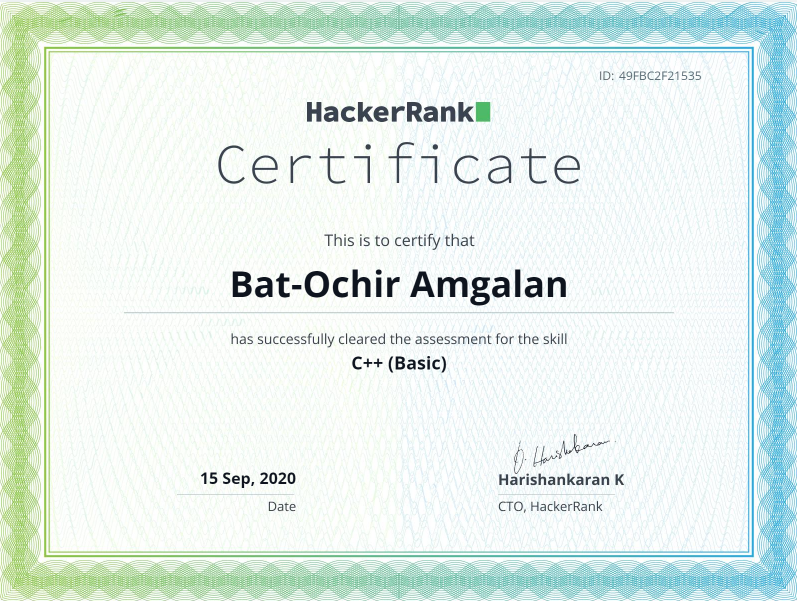 ID: 49FBC2F21535
HackerRank
Certificate
This is to certify that
Bat-Ochir Amgalan
has successfully cleared the assessment for the skill
C++ (Basic)
15 Sep, 2020
Date
Harishankaran K
CTO, HackerRank